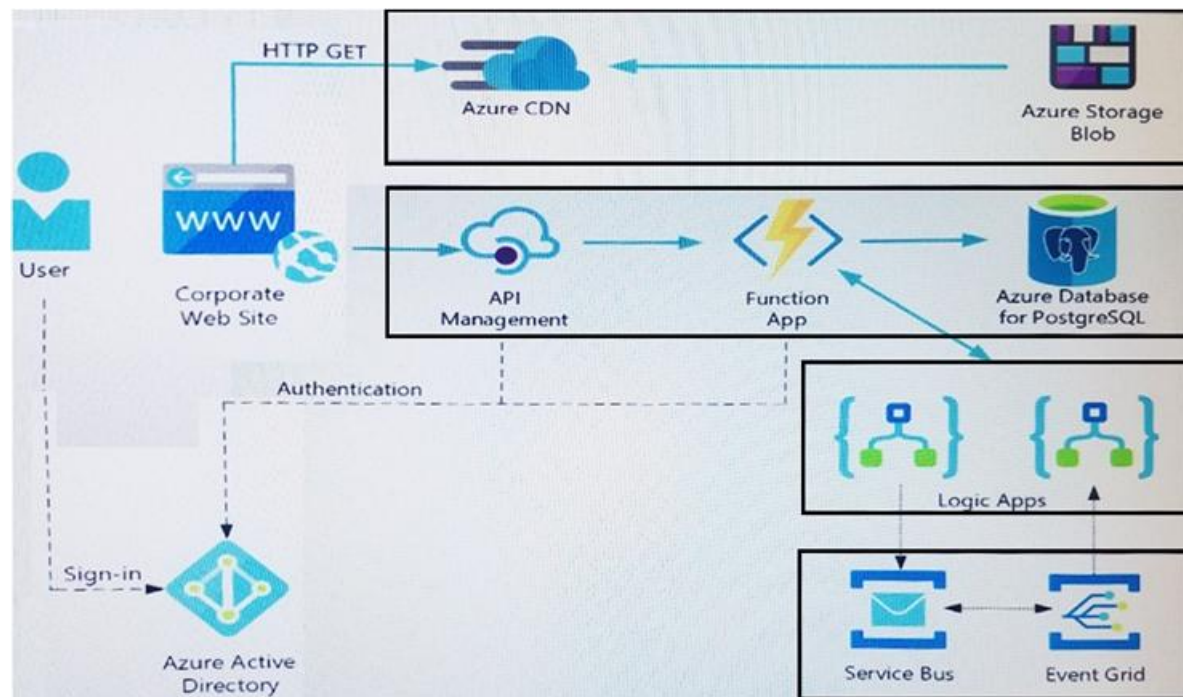 HTTP GET
Azure CDN
Azure Storage
Blob
User
WWW
Corporate
Web Site
API
Management
Function
App
Azure Database
for PostgreSQL
Authentication
Logic Apps
Sign-in
Azure Active
Directory
Service Bus
Event Grid